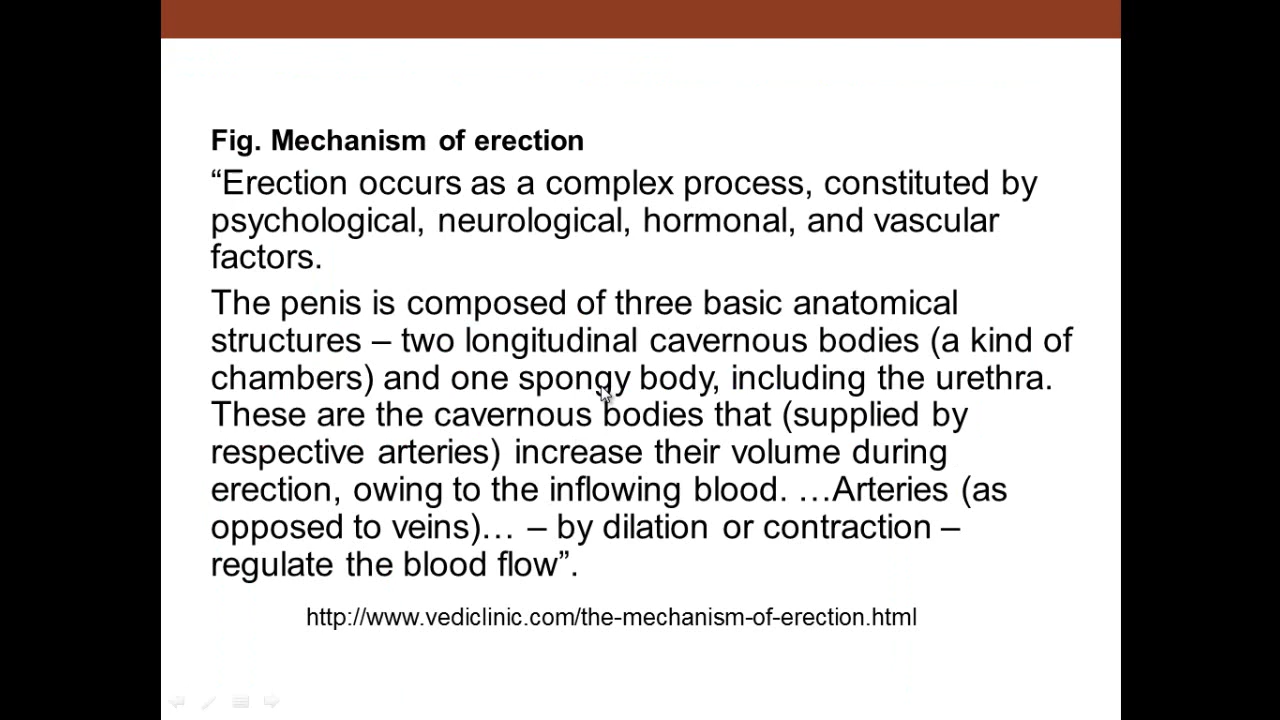 Fig. Mechanism of erection
“Erection occurs as a complex process, constituted by
psychological, neurological, hormonal, and vascular
factors.
The penis is composed of three basic anatomical
structures – two longitudinal cavernous bodies (a kind of
chambers) and one spongy body, including the urethra.
These are the cavernous bodies that (supplied by
respective arteries) increase their volume during
erection, owing to the inflowing blood. …Arteries (as
opposed to veins)… – by dilation or contraction –
regulate the blood flow”.
http://www.vediclinic.com/the-mechanism-of-erection.html